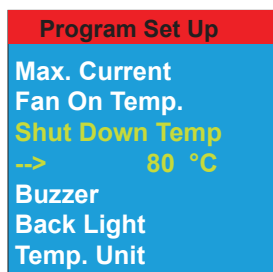 Program Set Up
Max. Current
Fan On Temp.
Shut Down Temp
--> 80 °C
Buzzer
Back Light
Temp. Unit